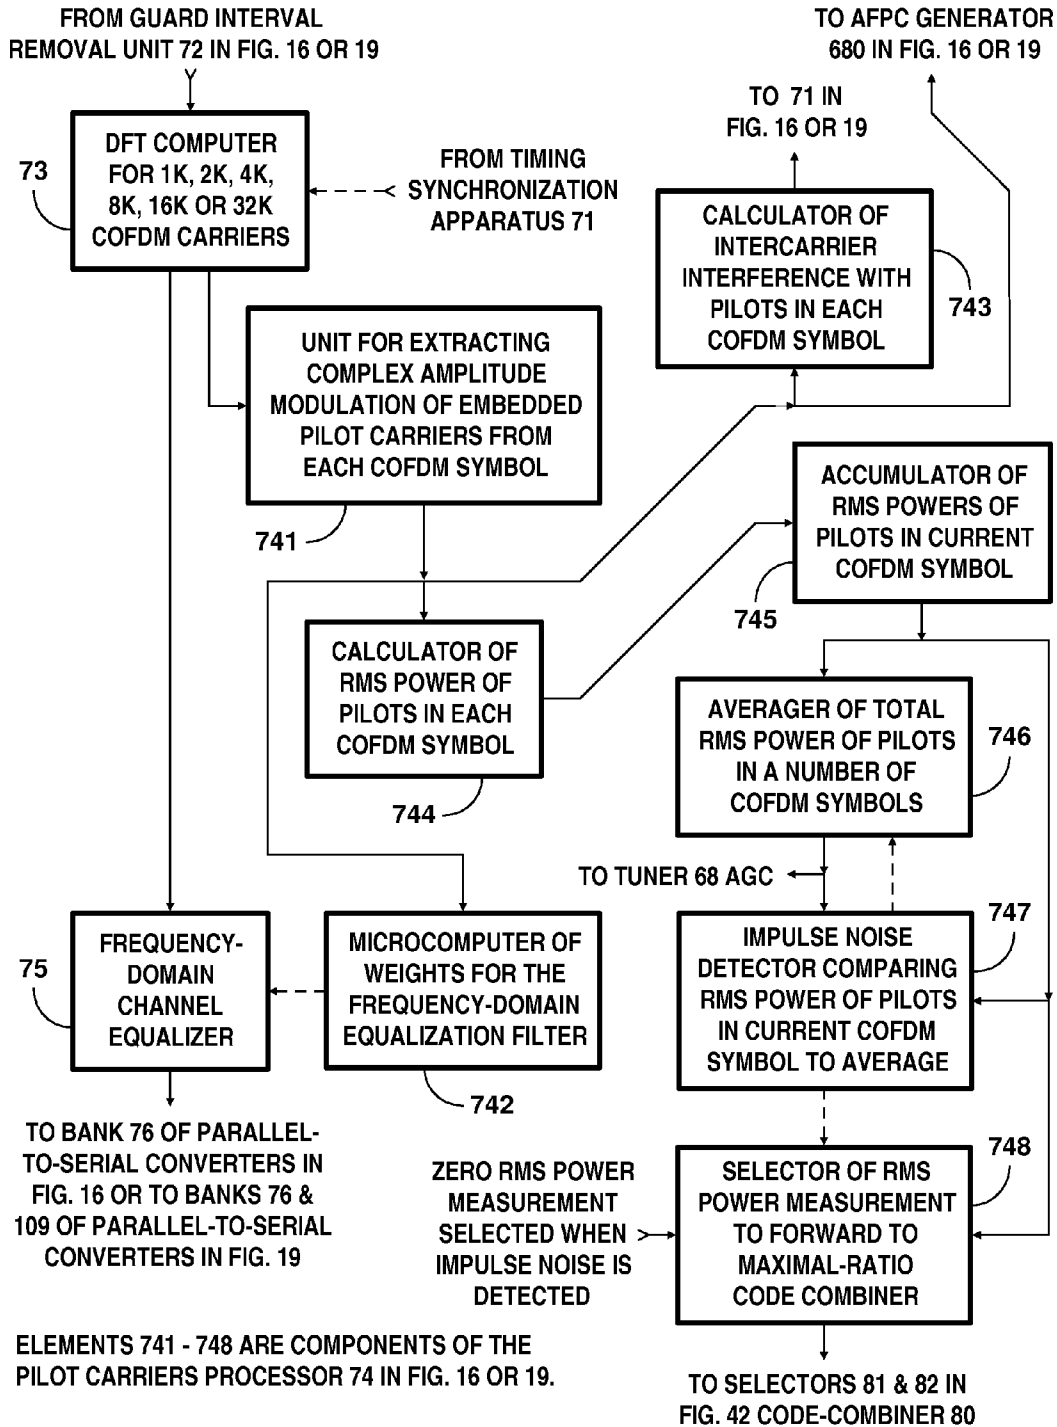 FROM GUARD INTERVAL
REMOVAL UNIT 72 IN FIG. 16 OR 19
TO AFPC GENERATOR
680 IN FIG. 16 OR 19
73
DFT COMPUTER
FOR 1K, 2K, 4K,
8K, 16K OR 32K
COFDM CARRIERS
FROM TIMING
SYNCHRONIZATION
APPARATUS 71
TO 71 IN
FIG. 16 OR 19
CALCULATOR OF
INTERCARRIER
INTERFERENCE WITH
PILOTS IN EACH
COFDM SYMBOL
743
UNIT FOR EXTRACTING
COMPLEX AMPLITUDE
MODULATION OF EMBEDDED
PILOT CARRIERS FROM
EACH COFDM SYMBOL
741
ACCUMULATOR OF
RMS POWERS OF
PILOTS IN CURRENT
COFDM SYMBOL
745
CALCULATOR OF
RMS POWER OF
PILOTS IN EACH
COFDM SYMBOL
744
AVERAGER OF TOTAL
RMS POWER OF PILOTS
IN A NUMBER OF
COFDM SYMBOLS
746
TO TUNER 68 AGC
75
FREQUENCY-
DOMAIN
CHANNEL
EQUALIZER
MICROCOMPUTER OF
WEIGHTS FOR THE
FREQUENCY-DOMAIN
EQUALIZATION FILTER
742
IMPULSE NOISE
DETECTOR COMPARING
RMS POWER OF PILOTS
IN CURRENT COFDM
SYMBOL TO AVERAGE
747
TO BANK 76 OF PARALLEL-
TO-SERIAL CONVERTERS IN
FIG. 16 OR TO BANKS 76 &
109 OF PARALLEL-TO-SERIAL
CONVERTERS IN FIG. 19
ZERO RMS POWER
MEASUREMENT
SELECTED WHEN
IMPULSE NOISE IS
DETECTED
SELECTOR OF RMS
POWER MEASUREMENT
TO FORWARD TO
MAXIMAL-RATIO
CODE COMBINER
748
ELEMENTS 741 - 748 ARE COMPONENTS OF THE
PILOT CARRIERS PROCESSOR 74 IN FIG. 16 OR 19.
TO SELECTORS 81 & 82 IN
FIG. 42 CODE-COMBINER 80